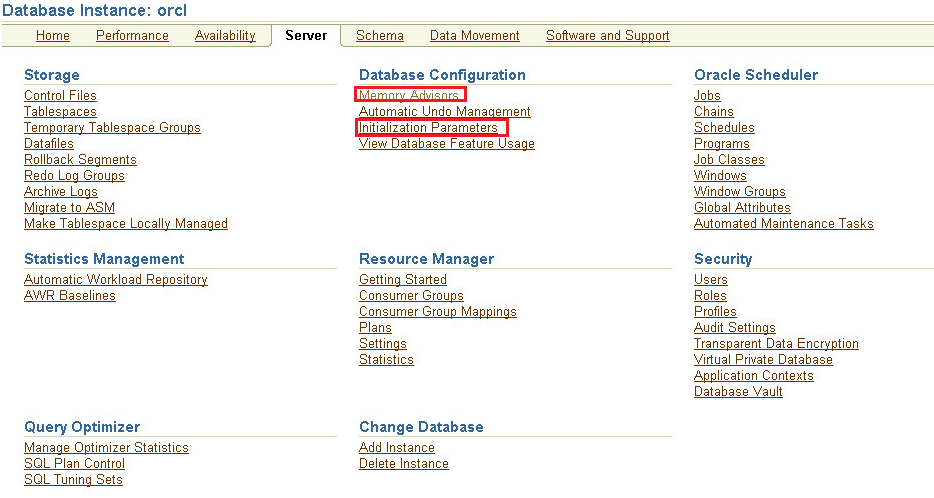 Database Instance: orcl
Home Performance Availability Server Schema Data Movement Software and Support
Storage
Control Files
Tablespaces
Temporary Tablespace Groups
Datafiles
Rollback Segments
Redo Log Groups
Archive Logs
Migrate to ASM
Make Tablespace Locally Managed
Database Configuration
Memory Advisors
Automatic Undo Management
Initialization Parameters
View Database Feature Usage
Oracle Scheduler
Jobs
Chains
Schedules
Programs
Job Classes
Windows
Window Groups
Global Attributes
Automated Maintenance Tasks
Statistics Management
Automatic Workload Repository
AWR Baselines
Resource Manager
Getting Started
Consumer Groups
Consumer Group Mappings
Plans
Settings
Statistics
Security
Users
Roles
Profiles
Audit Settings
Transparent Data Encryption
Virtual Private Database
Application Contexts
Database Vault
Query Optimizer
Manage Optimizer Statistics
SQL Plan Control
SQL Tuning Sets
Change Database
Add Instance
Delete Instance